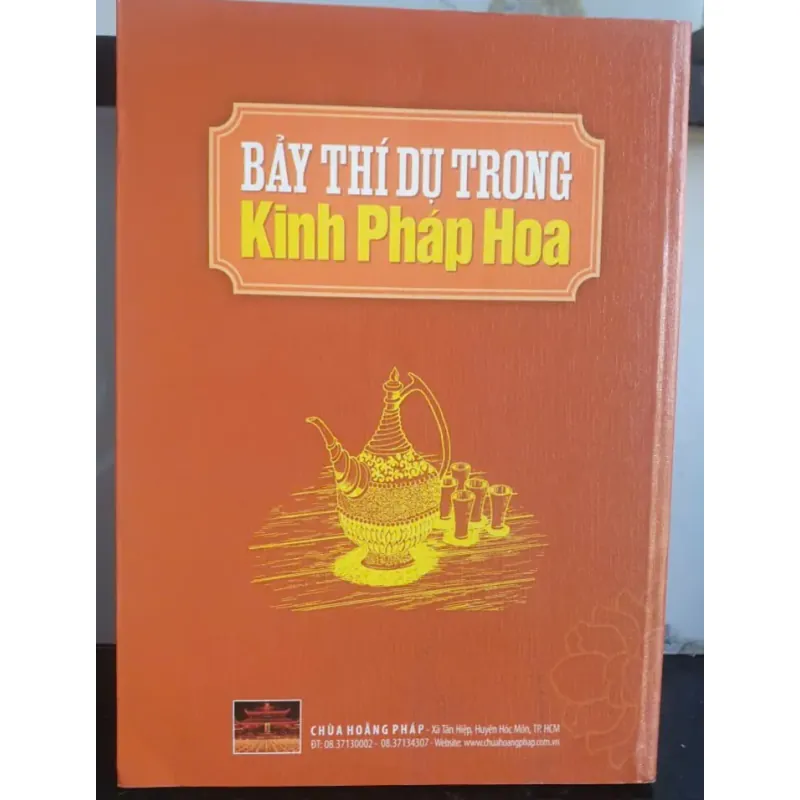 BẢY THÍ DỤ TRONG
Kinh Pháp Hoa
CHÙA HOẰNG PHÁP - Xã Tân Hiệp, Huyện Hóc Môn, TP. HCM
ĐT: 08.37130002 - 08.37134307 - Website: www.chuahoangphap.com.vn